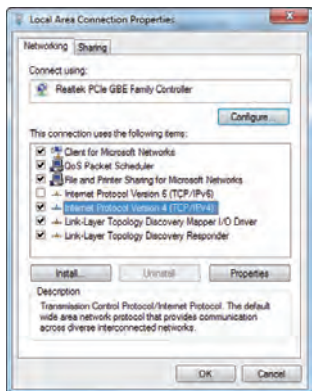 Local Area Connection Properties
Networking
Sharing
Connect using:
Realtek PCIe GBE Family Controller
Configure...
This connection uses the following items:
Client for Microsoft Networks
QoS Packet Scheduler
File and Printer Sharing for Microsoft Networks
Internet Protocol Version 6 (TCP/IPv6)
Internet Protocol Version 4 (TCP/IPv4)
Link-Layer Topology Discovery Mapper I/O Driver
Link-Layer Topology Discovery Responder
Install...
Uninstall
Properties
Description
Transmission Control Protocol/Internet Protocol. The default
wide area network protocol that provides communication
across diverse interconnected networks.
OK
Cancel